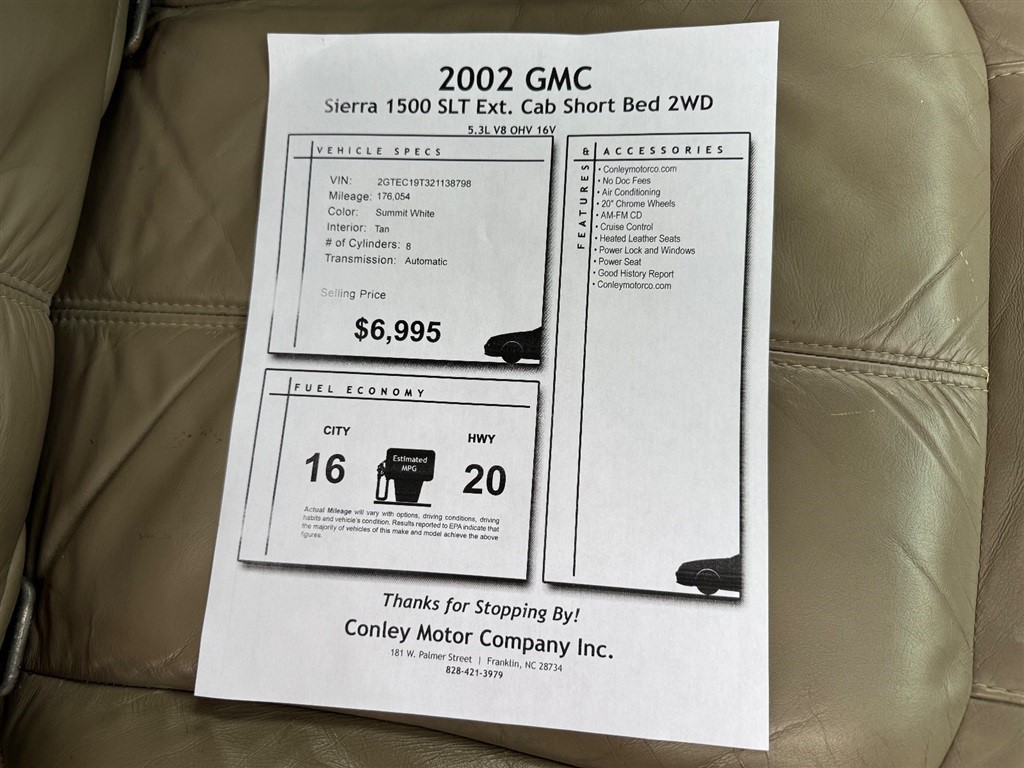 2002 GMC
Sierra 1500 SLT Ext. Cab Short Bed 2WD
5.3L V8 OHV 16V
VEHICLE SPECS
VIN: 2GTEC19T321138798
Mileage: 176,054
Color: Summit White
Interior: Tan
# of Cylinders: 8
Transmission: Automatic
Selling Price
$6,995
FUEL ECONOMY
CITY
16
Estimated
MPG
HWY
20
Actual Mileage will vary with options, driving conditions, driving
habits and vehicle's condition. Results reported to EPA indicate that
the majority of vehicles of this make and model achieve the above
figures.
FEATURES & ACCESSORIES
• Conleymotorco.com
• No Doc Fees
• Air Conditioning
• 20" Chrome Wheels
• AM-FM CD
• Cruise Control
• Heated Leather Seats
• Power Lock and Windows
• Power Seat
• Good History Report
• Conleymotorco.com
Thanks for Stopping By!
Conley Motor Company Inc.
181 W. Palmer Street | Franklin, NC 28734
828-421-3979